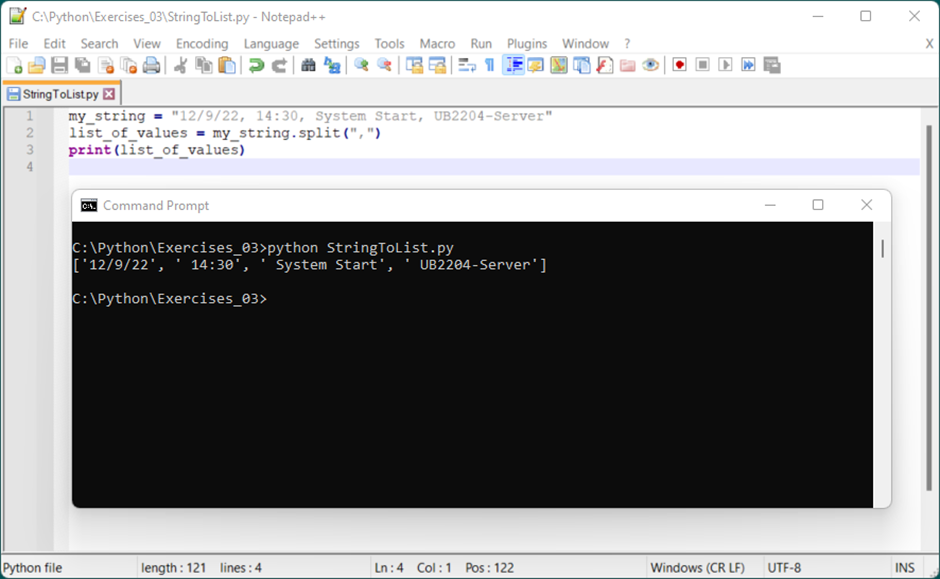 C:\Python\Exercises_03\StringToList.py - Notepad++
File Edit Search View Encoding Language Settings Tools Macro Run Plugins Window ? X
StringToList.py
1 my_string = "12/9/22, 14:30, System Start, UB2204-Server"
2 list_of_values = my_string.split(",")
3 print(list_of_values)
4
Command Prompt
C:\Python\Exercises_03>python StringToList.py
['12/9/22', ' 14:30', ' System Start', ' UB2204-Server']
C:\Python\Exercises_03>
Python file length : 121 lines : 4 Ln : 4 Col : 1 Pos : 122 Windows (CR LF) UTF-8 INS